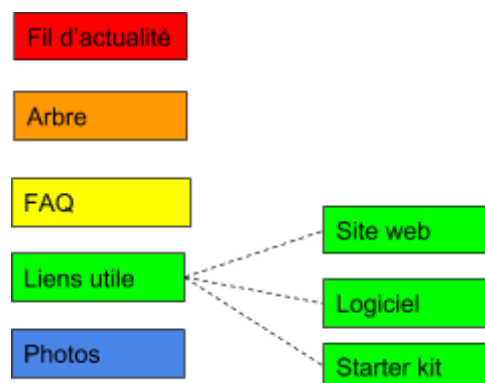 Fil d'actualité
Arbre
FAQ
Liens utile
Photos
Site web
Logiciel
Starter kit